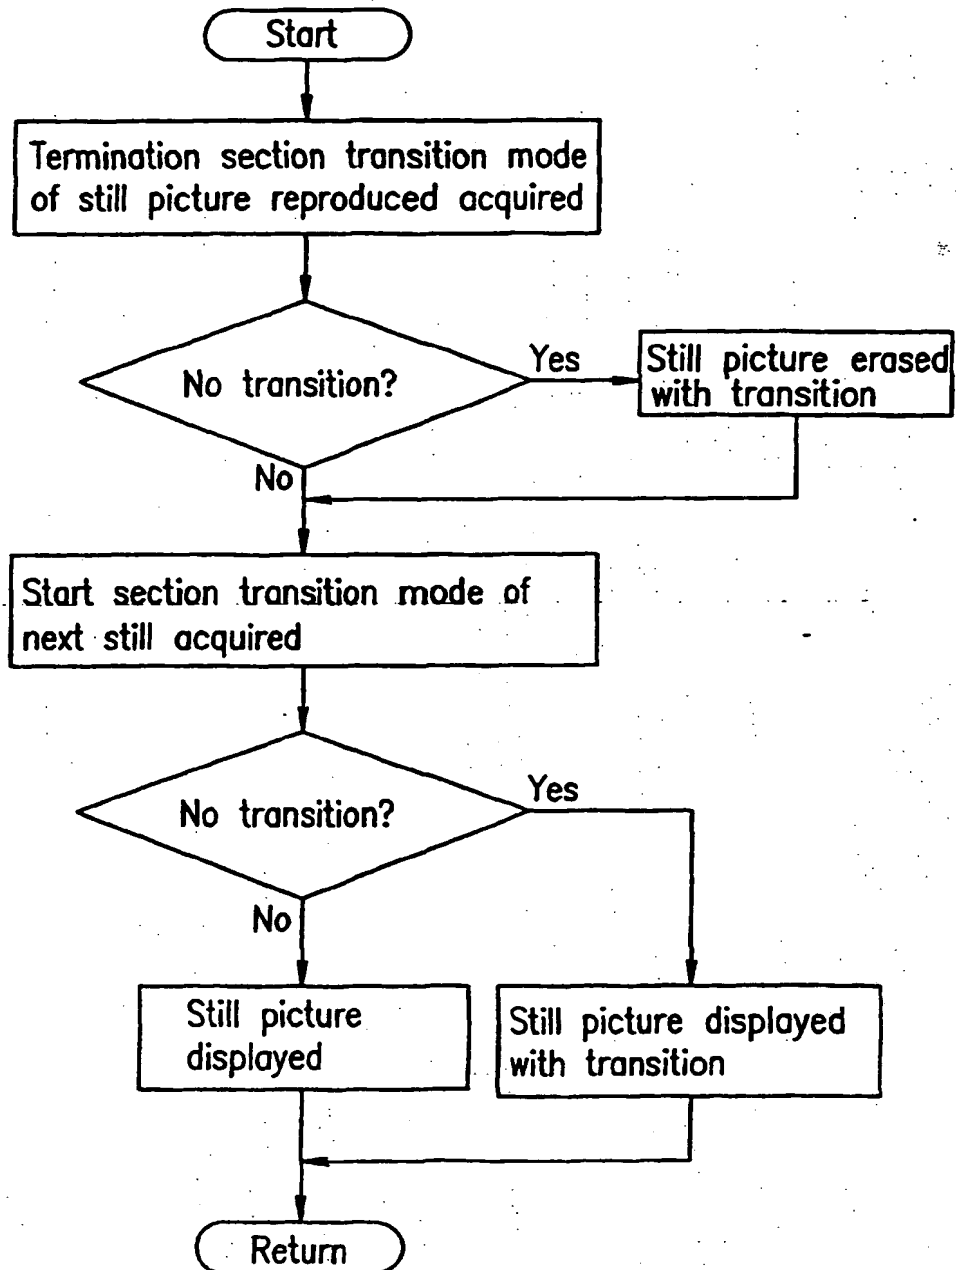 Start
Termination section transition mode
of still picture reproduced acquired
No transition?
Yes
Still picture erased
with transition
No
Start section transition mode of
next still acquired
No transition?
Yes
No
Still picture
displayed
Still picture displayed
with transition
Return